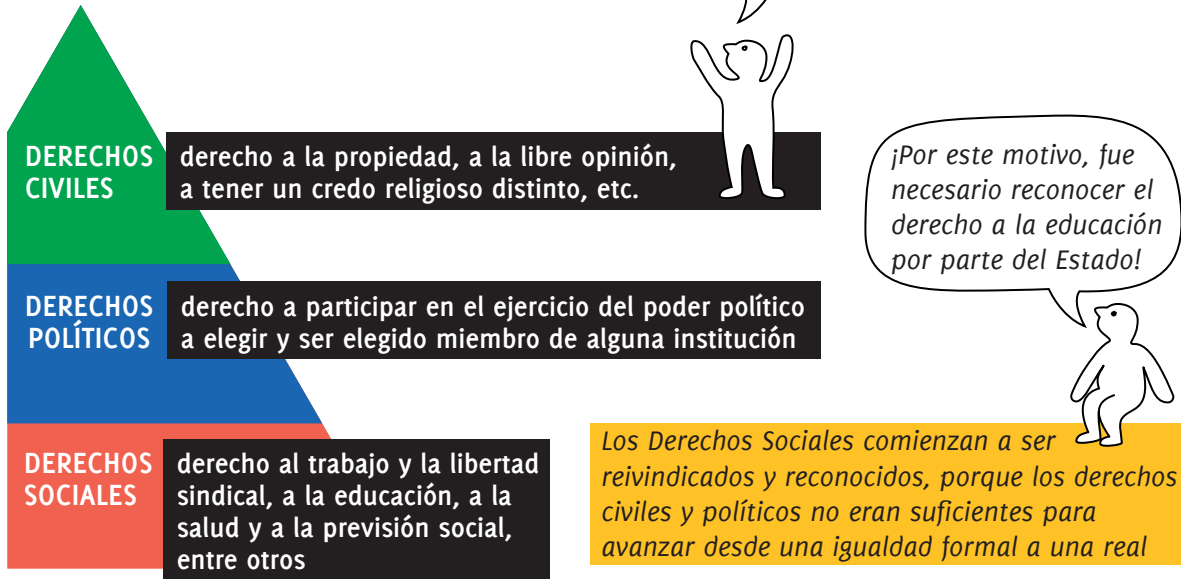 DERECHOS
CIVILES
derecho a la propiedad, a la libre opinión,
a tener un credo religioso distinto, etc.
¡Por este motivo, fue
necesario reconocer el
derecho a la educación
por parte del Estado!
DERECHOS
POLÍTICOS
derecho a participar en el ejercicio del poder político
a elegir y ser elegido miembro de alguna institución
DERECHOS
SOCIALES
derecho al trabajo y la libertad
sindical, a la educación, a la
salud y a la previsión social,
entre otros
Los Derechos Sociales comienzan a ser
reivindicados y reconocidos, porque los derechos
civiles y políticos no eran suficientes para
avanzar desde una igualdad formal a una real